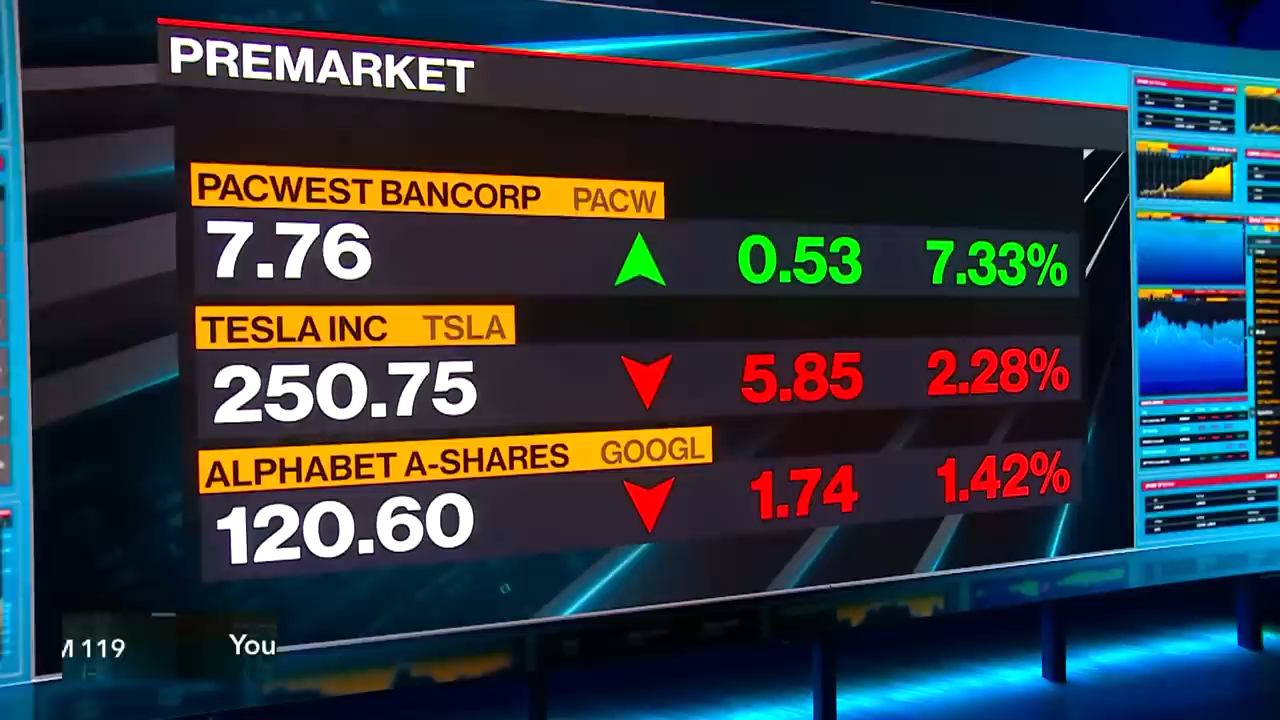 PREMARKET
PACWEST BANCORP PACW
7.76 0.53 7.33%
TESLA INC TSLA
250.75 5.85 2.28%
ALPHABET A-SHARES GOOGL
120.60 1.74 1.42%
M 119 You